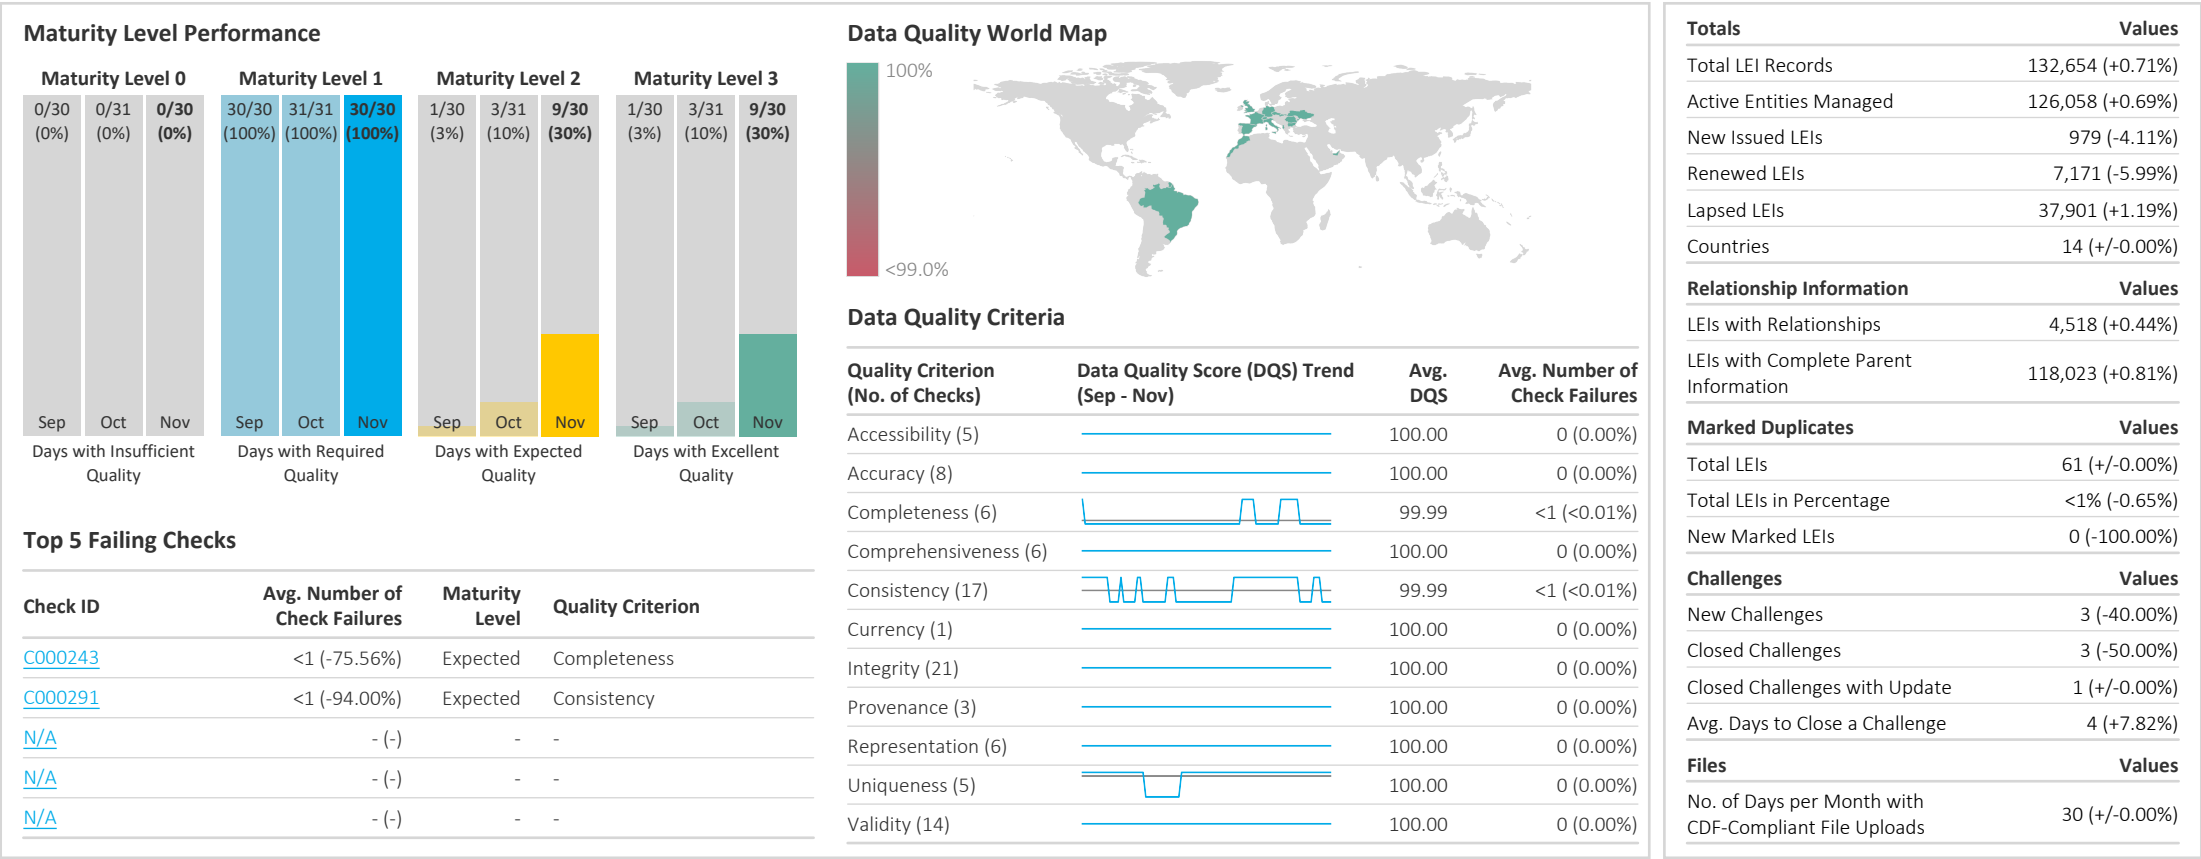 Maturity Level Performance
Maturity Level 0
Maturity Level 1
Maturity Level 2
Maturity Level 3
0/30 0/31 0/30
(0%) (0%) (0%)
30/30 31/31 30/30
(100%) (100%) (100%)
1/30 3/31 9/30
(3%) (10%) (30%)
1/30 3/31 9/30
(3%) (10%) (30%)
Sep Oct Nov
Sep Oct Nov
Sep Oct Nov
Sep Oct Nov
Days with Insufficient
Quality
Days with Required
Quality
Days with Expected
Quality
Days with Excellent
Quality
Top 5 Failing Checks
Check ID
Avg. Number of
Check Failures
Maturity
Level
Quality Criterion
C000243 <1 (-75.56%) Expected Completeness
C000291 <1 (-94.00%) Expected Consistency
N/A - (-) - -
N/A - (-) - -
N/A - (-) - -
Data Quality World Map
100%
<99.0%
Data Quality Criteria
Quality Criterion
(No. of Checks)
Data Quality Score (DQS) Trend
(Sep - Nov)
Avg.
DQS
Avg. Number of
Check Failures
Accessibility (5) 100.00 0 (0.00%)
Accuracy (8) 100.00 0 (0.00%)
Completeness (6) 99.99 <1 (<0.01%)
Comprehensiveness (6) 100.00 0 (0.00%)
Consistency (17) 99.99 <1 (<0.01%)
Currency (1) 100.00 0 (0.00%)
Integrity (21) 100.00 0 (0.00%)
Provenance (3) 100.00 0 (0.00%)
Representation (6) 100.00 0 (0.00%)
Uniqueness (5) 100.00 0 (0.00%)
Validity (14) 100.00 0 (0.00%)
Totals Values
Total LEI Records 132,654 (+0.71%)
Active Entities Managed 126,058 (+0.69%)
New Issued LEIs 979 (-4.11%)
Renewed LEIs 7,171 (-5.99%)
Lapsed LEIs 37,901 (+1.19%)
Countries 14 (+/-0.00%)
Relationship Information Values
LEIs with Relationships 4,518 (+0.44%)
LEIs with Complete Parent
Information 118,023 (+0.81%)
Marked Duplicates Values
Total LEIs 61 (+/-0.00%)
Total LEIs in Percentage <1% (-0.65%)
New Marked LEIs 0 (-100.00%)
Challenges Values
New Challenges 3 (-40.00%)
Closed Challenges 3 (-50.00%)
Closed Challenges with Update 1 (+/-0.00%)
Avg. Days to Close a Challenge 4 (+7.82%)
Files Values
No. of Days per Month with
CDF-Compliant File Uploads 30 (+/-0.00%)